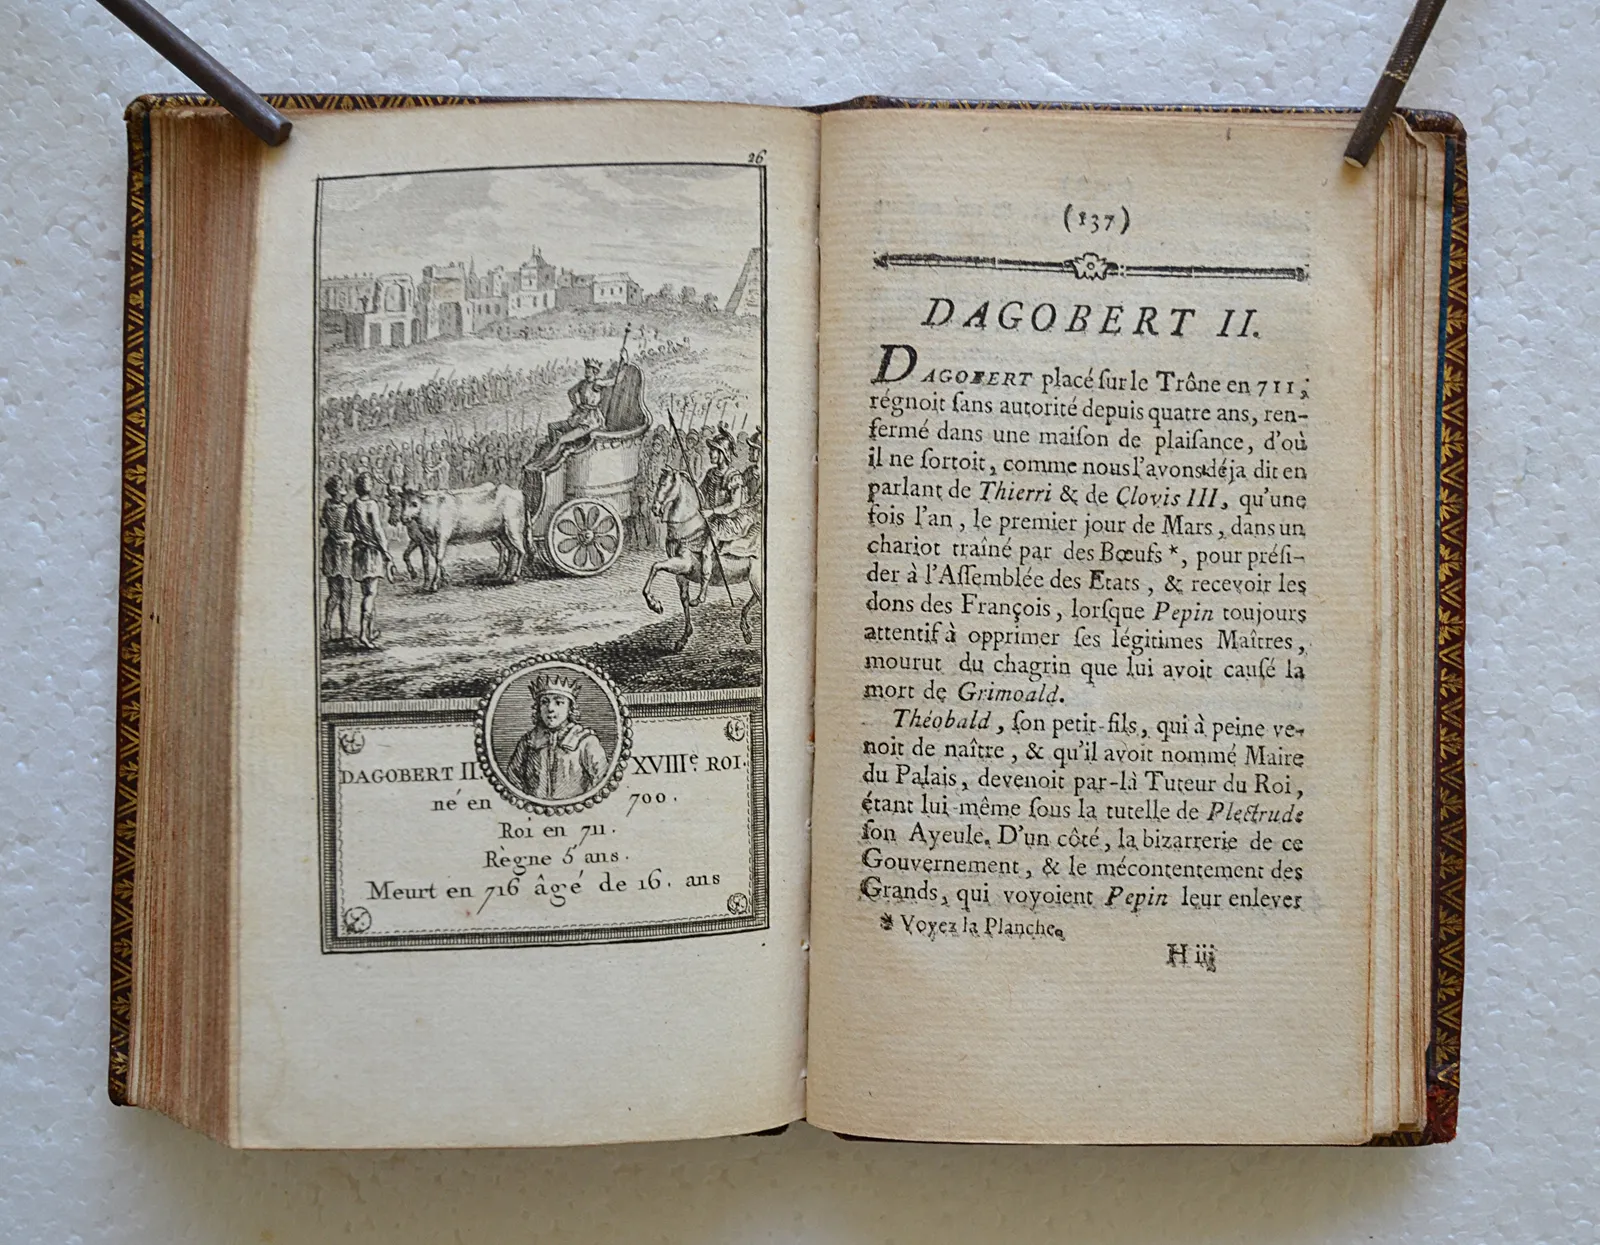 26
DAGOBERT II. XVIIIe. ROI.
né en 700.
Roi en 711.
Règne 5 ans.
Meurt en 716 âgé de 16. ans
(137)
DAGOBERT II.
DAGOBERT placé ſur le Trône en 711,
régnoit ſans autorité depuis quatre ans, ren-
fermé dans une maiſon de plaiſance, d'où
il ne ſortoit, comme nous l'avons déja dit en
parlant de Thierri & de Clovis III, qu'une
fois l'an, le premier jour de Mars, dans un
chariot traîné par des Bœufs *, pour préſi-
der à l'Aſſemblée des Etats, & recevoir les
dons des François, lorſque Pepin toujours
attentif à opprimer ſes légitimes Maîtres,
mourut du chagrin que lui avoit cauſé la
mort de Grimoald.
Théobald, ſon petit-fils, qui à peine ve-
noit de naître, & qu'il avoit nommé Maire
du Palais, devenoit par-là Tuteur du Roi,
étant lui-même ſous la tutelle de Plectrude
ſon Ayeule. D'un côté, la bizarrerie de ce
Gouvernement, & le mécontentement des
Grands, qui voyoient Pepin leur enlever
* Voyez la Planche.
H iij